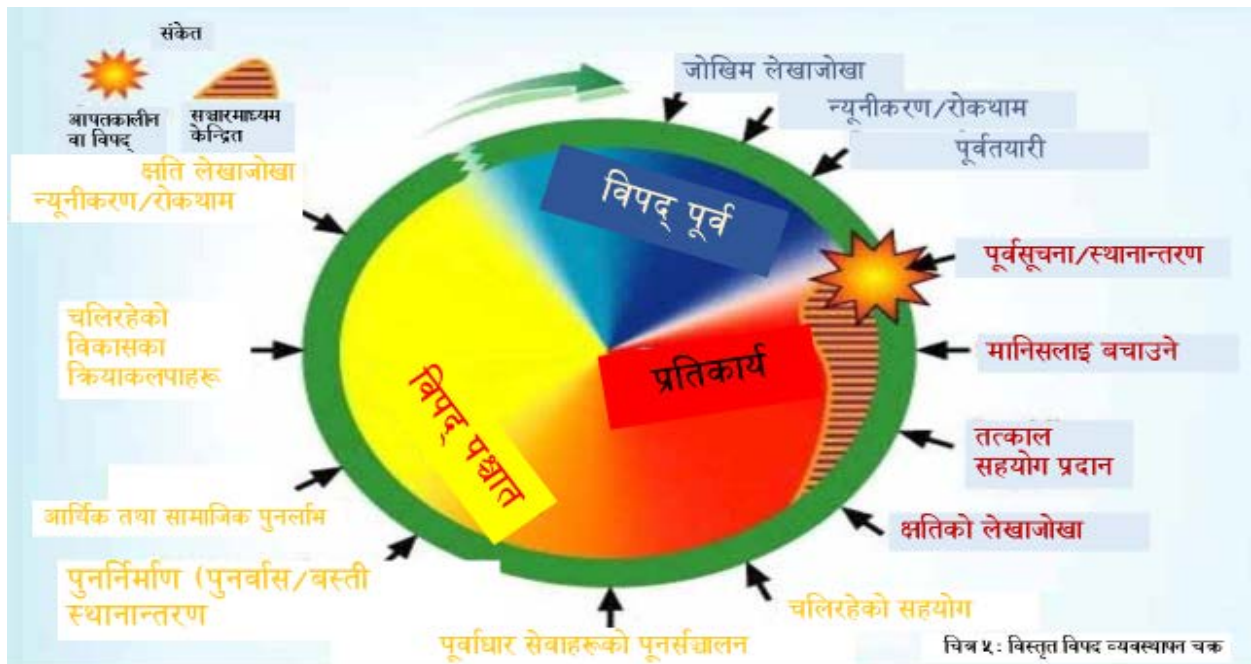 संकेत
आपतकालीन
वा विपद्
सञ्चारमाध्यम
केन्द्रित
जोखिम लेखाजोखा
न्यूनीकरण/रोकथाम
पूर्वतयारी
विपद् पूर्व
पूर्वसूचना/स्थानान्तरण
मानिसलाइ बचाउने
प्रतिकार्य
तत्काल
सहयोग प्रदान
क्षतिको लेखाजोखा
चलिरहेको सहयोग
पूर्वाधार सेवाहरूको पूनर्सञ्चालन
पुनर्निर्माण (पुनर्वास/बस्ती
स्थानान्तरण
आर्थिक तथा सामाजिक पुनर्लाभ
विपद् पश्चात
चलिरहेको
विकासका
क्रियाकलपाहरू
क्षति लेखाजोखा
न्यूनीकरण/रोकथाम
चित्र ५: विस्तृत विपद व्यवस्थापन चक्र